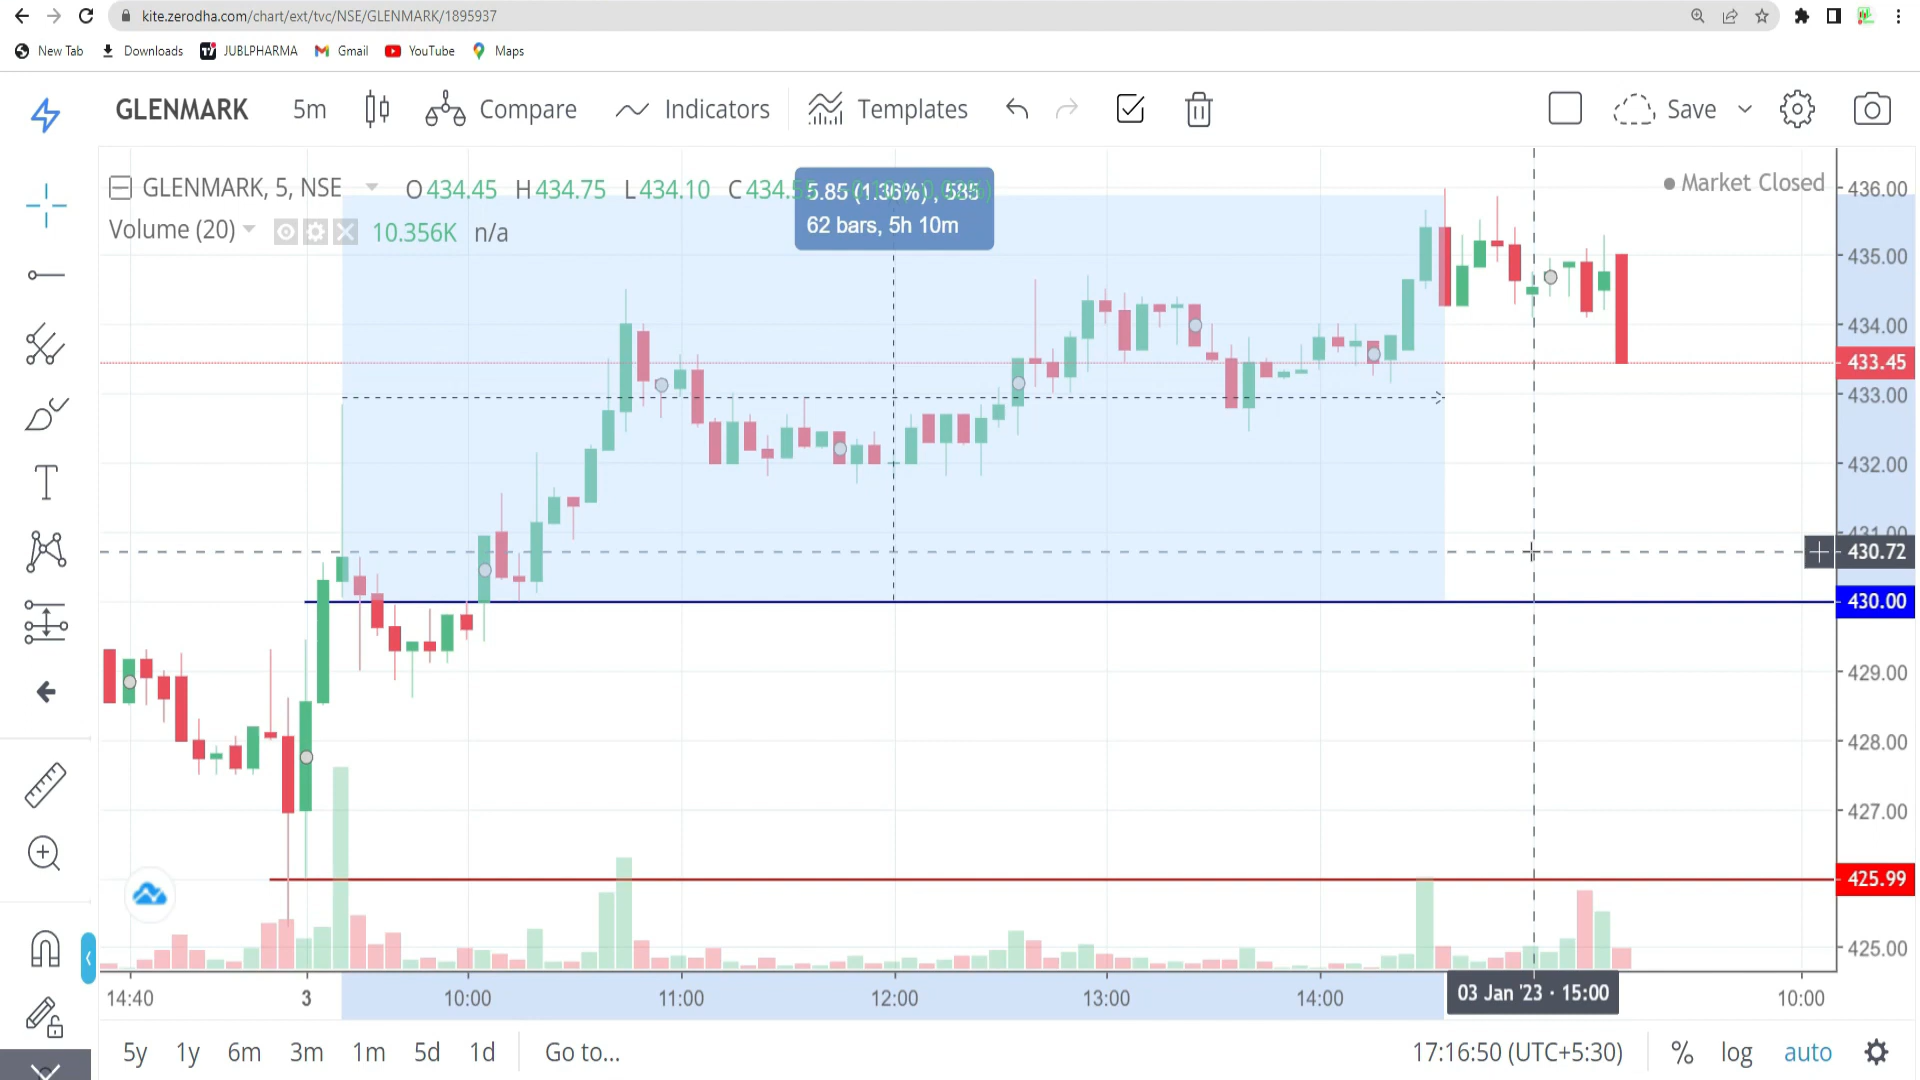 kite.zerodha.com/chart/ext/tvc/NSE/GLENMARK/1895937
New Tab Downloads JUBLPHARMA Gmail YouTube Maps
GLENMARK 5m Compare Indicators Templates Save
GLENMARK, 5, NSE O434.45 H434.75 L434.10
5.85 (1.36%) , 585
62 bars, 5h 10m
Market Closed
Volume (20) 10.356K n/a
436.00
435.00
434.00
433.45
433.00
432.00
431.00
430.72
430.00
429.00
428.00
427.00
425.99
425.00
14:40 3 10:00 11:00 12:00 13:00 14:00 03 Jan '23 · 15:00 10:00
5y 1y 6m 3m 1m 5d 1d Go to... 17:16:50 (UTC+5:30) % log auto